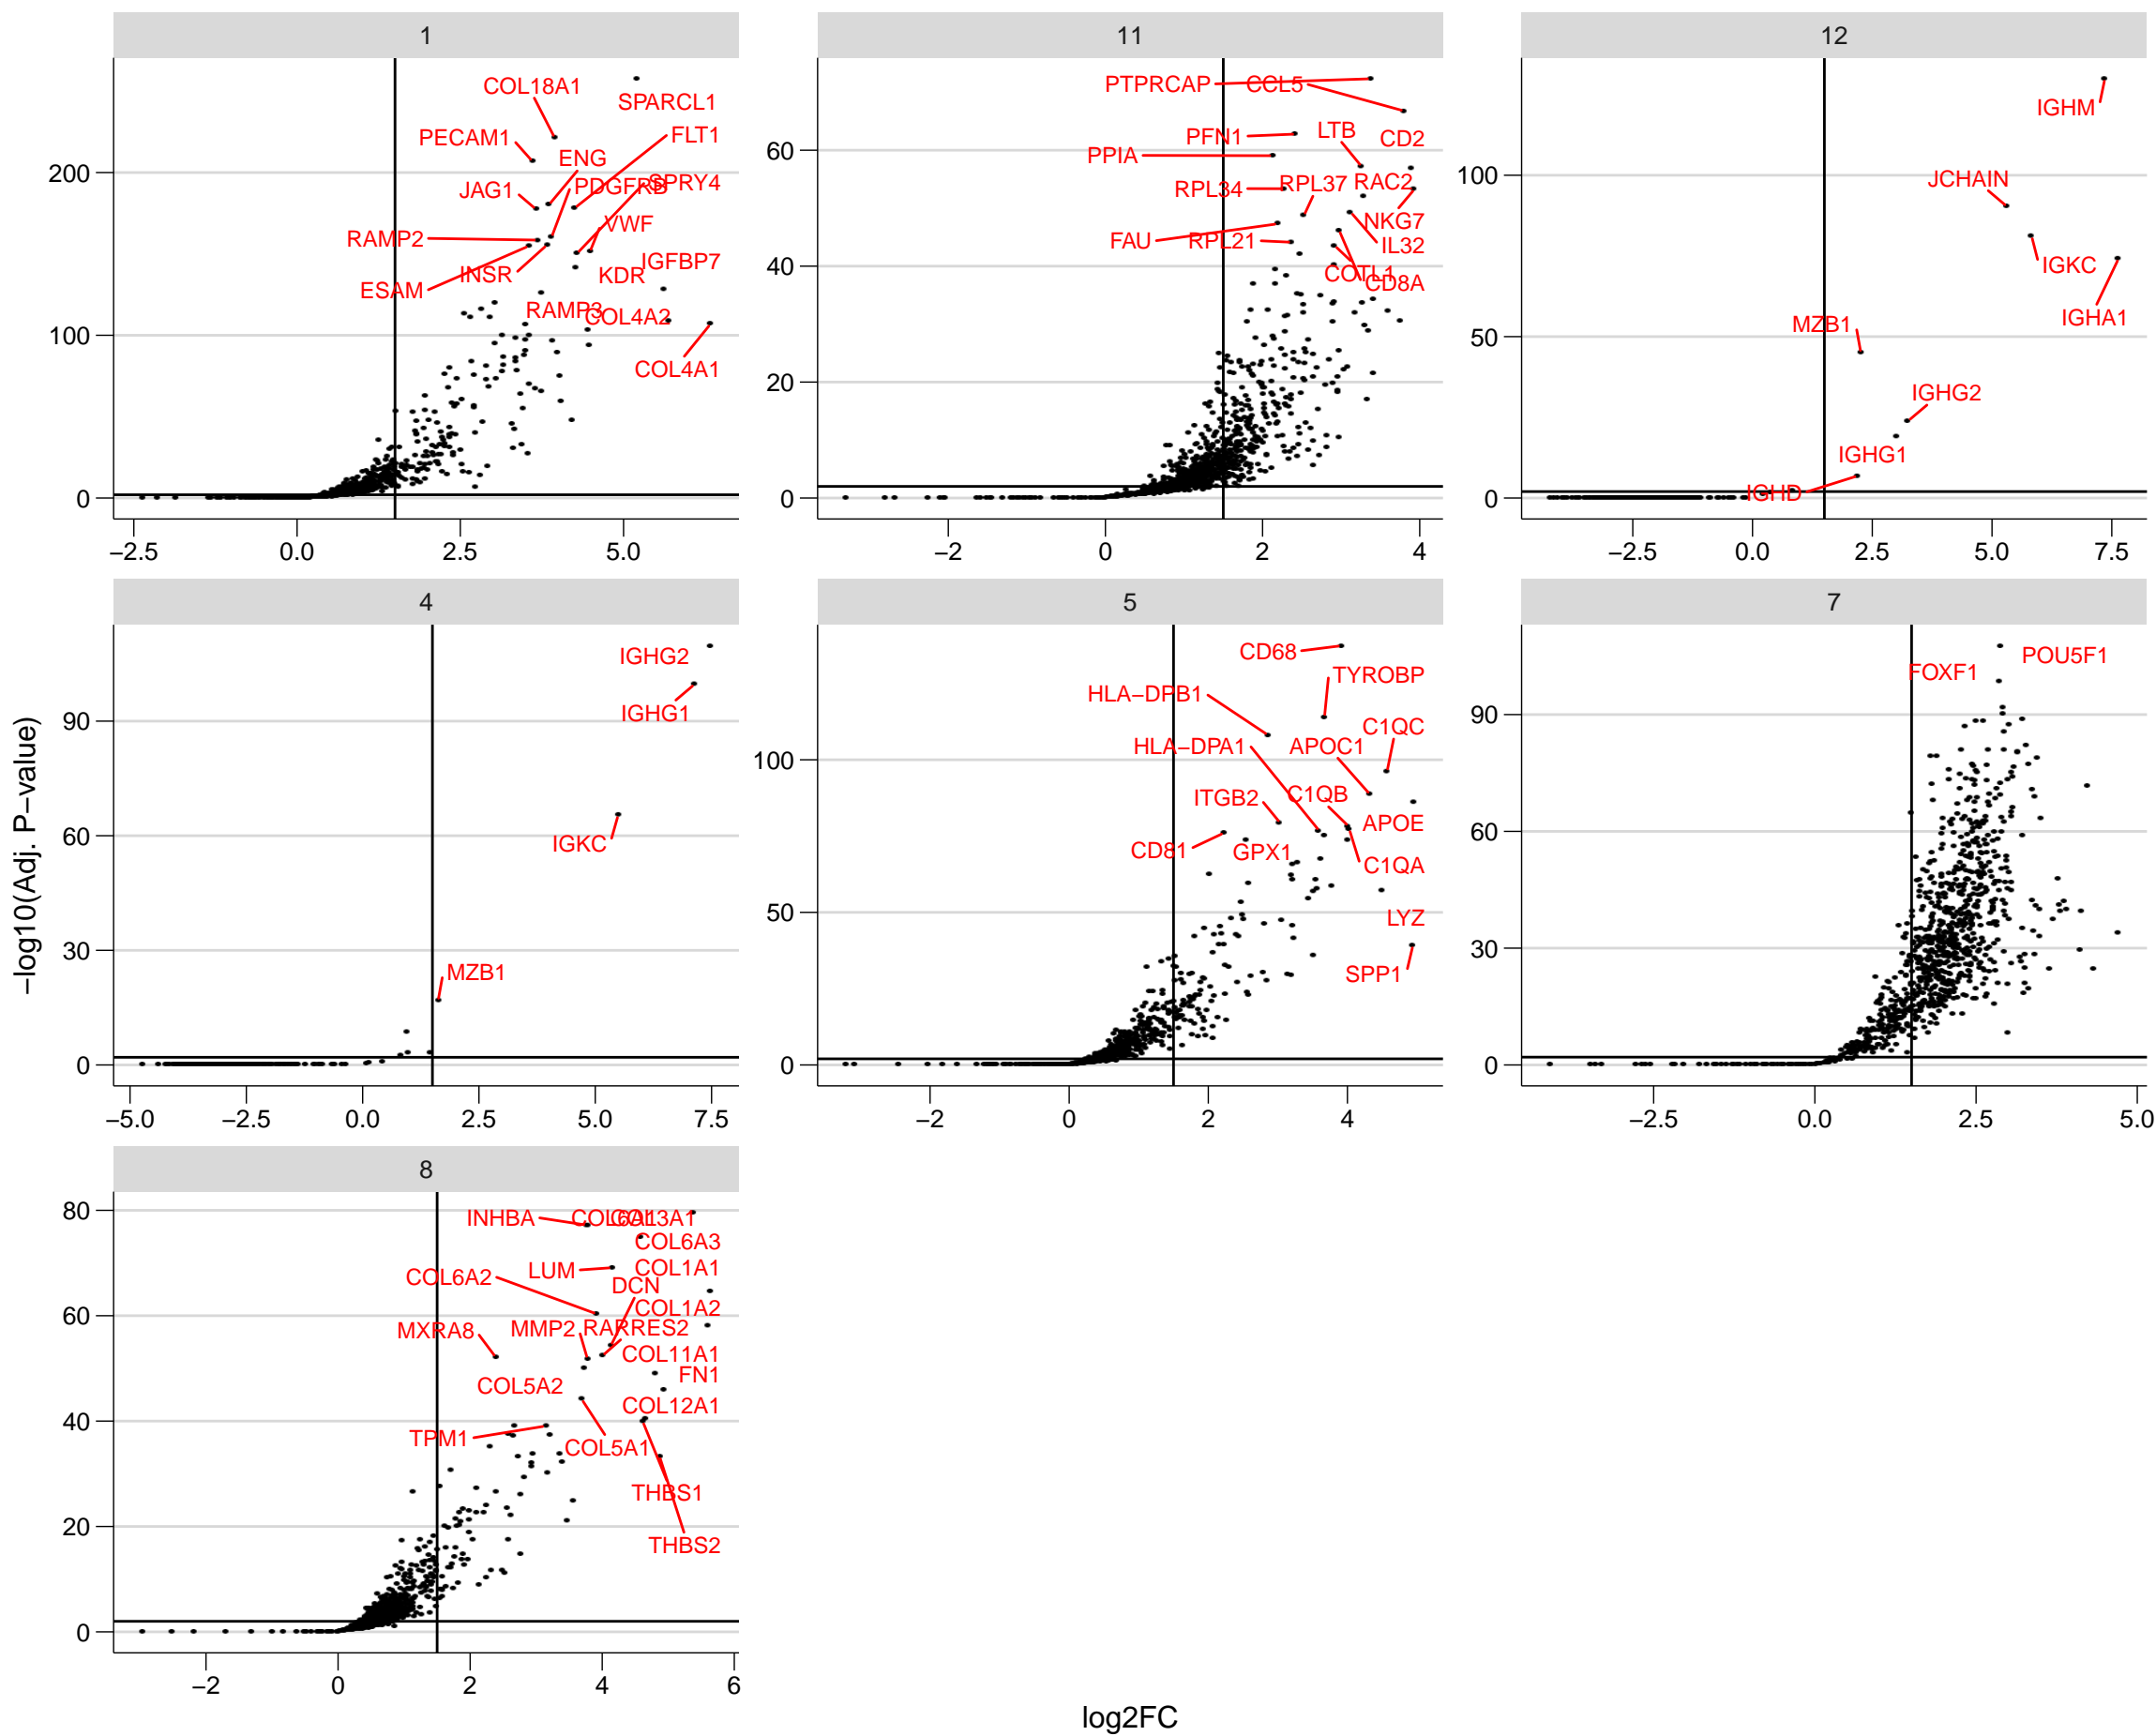 1
11
12
COL18A1
SPARCL1
PECAM1
FLT1
ENG
JAG1
PDGFRB
SPRY4
VWF
RAMP2
INSR
KDR
IGFBP7
ESAM
RAMP3
COL4A2
COL4A1
200
100
0
−2.5
0.0
2.5
5.0
PTPRCAP
CCL5
PFN1
LTB
CD2
PPIA
RPL34
RPL37
RAC2
NKG7
FAU
RPL21
IL32
COTL1
CD8A
60
40
20
0
−2
0
2
4
IGHM
JCHAIN
IGKC
IGHA1
MZB1
IGHG2
IGHG1
IGHD
100
50
0
−2.5
0.0
2.5
5.0
7.5
4
5
7
−log10(Adj. P−value)
IGHG2
IGHG1
IGKC
MZB1
90
60
30
0
−5.0
−2.5
0.0
2.5
5.0
7.5
CD68
TYROBP
HLA−DPB1
C1QC
HLA−DPA1
APOC1
ITGB2
C1QB
APOE
CD81
GPX1
C1QA
LYZ
SPP1
100
50
0
−2
0
2
4
FOXF1
POU5F1
90
60
30
0
−2.5
0.0
2.5
5.0
8
INHBA
COL6A1
COL3A1
COL6A3
LUM
COL1A1
COL6A2
DCN
COL1A2
MXRA8
MMP2
RARRES2
COL11A1
FN1
COL5A2
COL12A1
TPM1
COL5A1
THBS1
THBS2
80
60
40
20
0
−2
0
2
4
6
log2FC